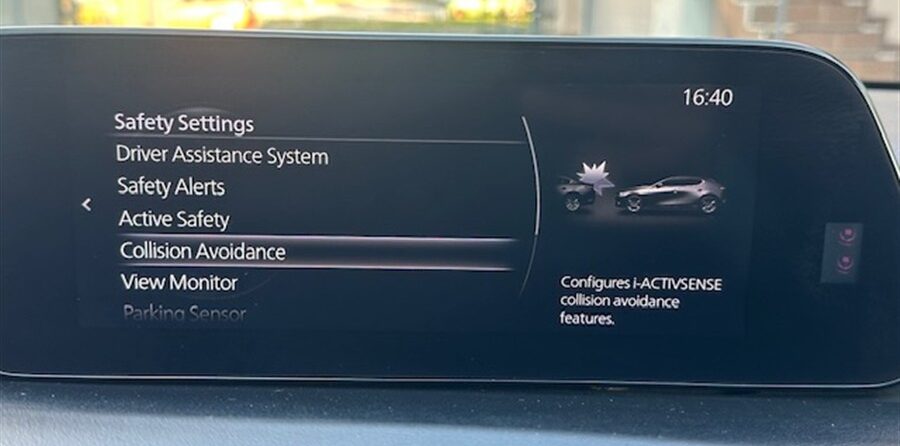 16:40
Safety Settings
Driver Assistance System
Safety Alerts
Active Safety
Collision Avoidance
View Monitor
Parking Sensor
Configures i-ACTIVSENSE
collision avoidance
features.